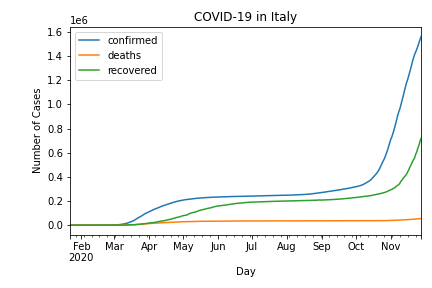 COVID-19 in Italy
1e6
1.6
1.4
1.2
1.0
0.8
0.6
0.4
0.2
0.0
Number of Cases
confirmed
deaths
recovered
Feb Mar Apr May Jun Jul Aug Sep Oct Nov
2020
Day